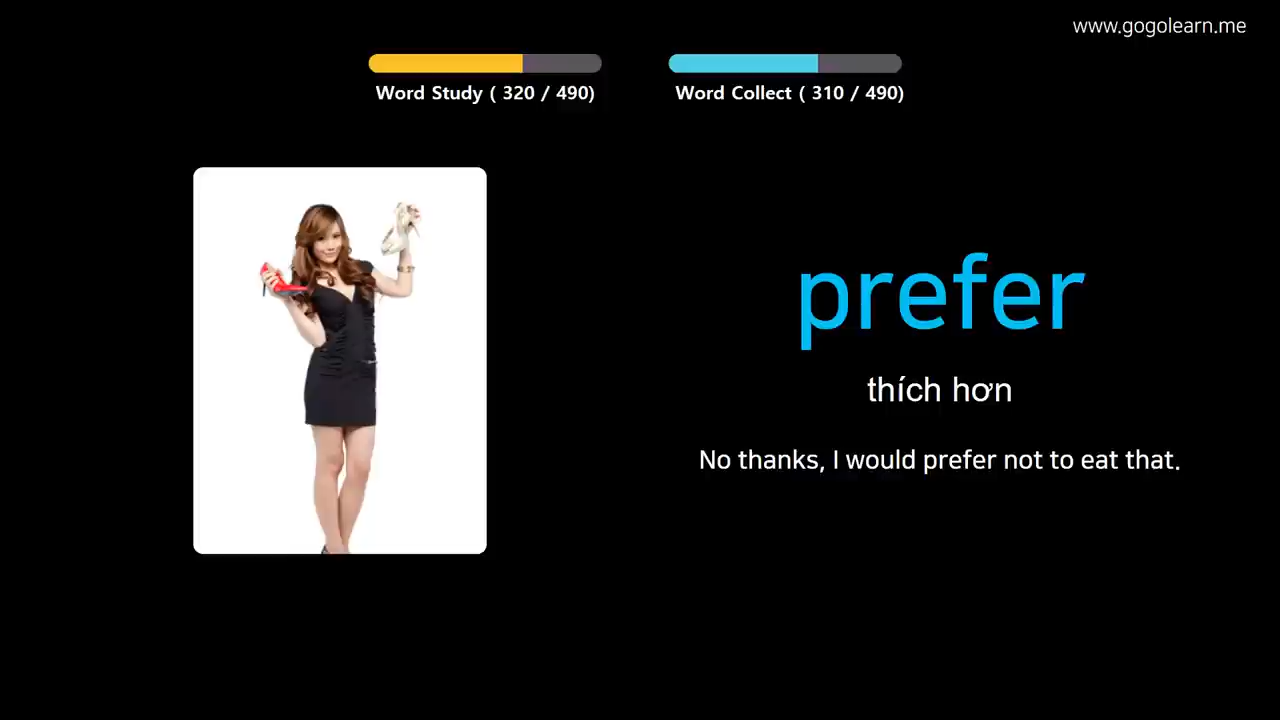 www.gogolearn.me
Word Study ( 320 / 490)
Word Collect ( 310 / 490)
prefer
thích hơn
No thanks, I would prefer not to eat that.